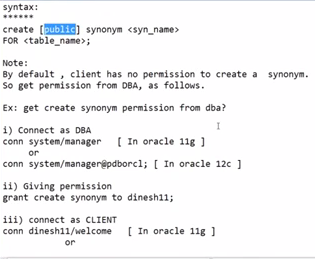 syntax:
******
create [public] synonym <syn_name>
FOR <table_name>;
Note:
By default , client has no permission to create a synonym.
So get permission from DBA, as follows.
Ex: get create synonym permission from dba?
i) Connect as DBA
conn system/manager [ In oracle 11g ]
or
conn system/manager@pdborcl; [ In oracle 12c ]
ii) Giving permission
grant create synonym to dinesh11;
iii) connect as CLIENT
conn dinesh11/welcome [ In oracle 11g ]
or